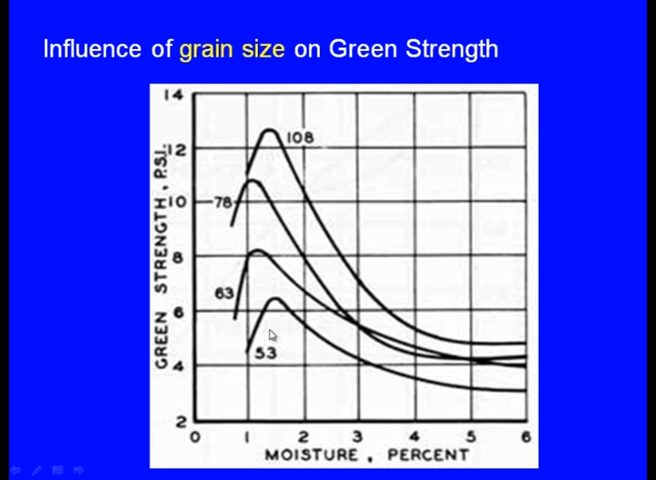 Influence of grain size on Green Strength
14
12
10
8
6
4
2
GREEN STRENGTH, P.S.I.
108
78
63
53
0 1 2 3 4 5 6
MOISTURE, PERCENT